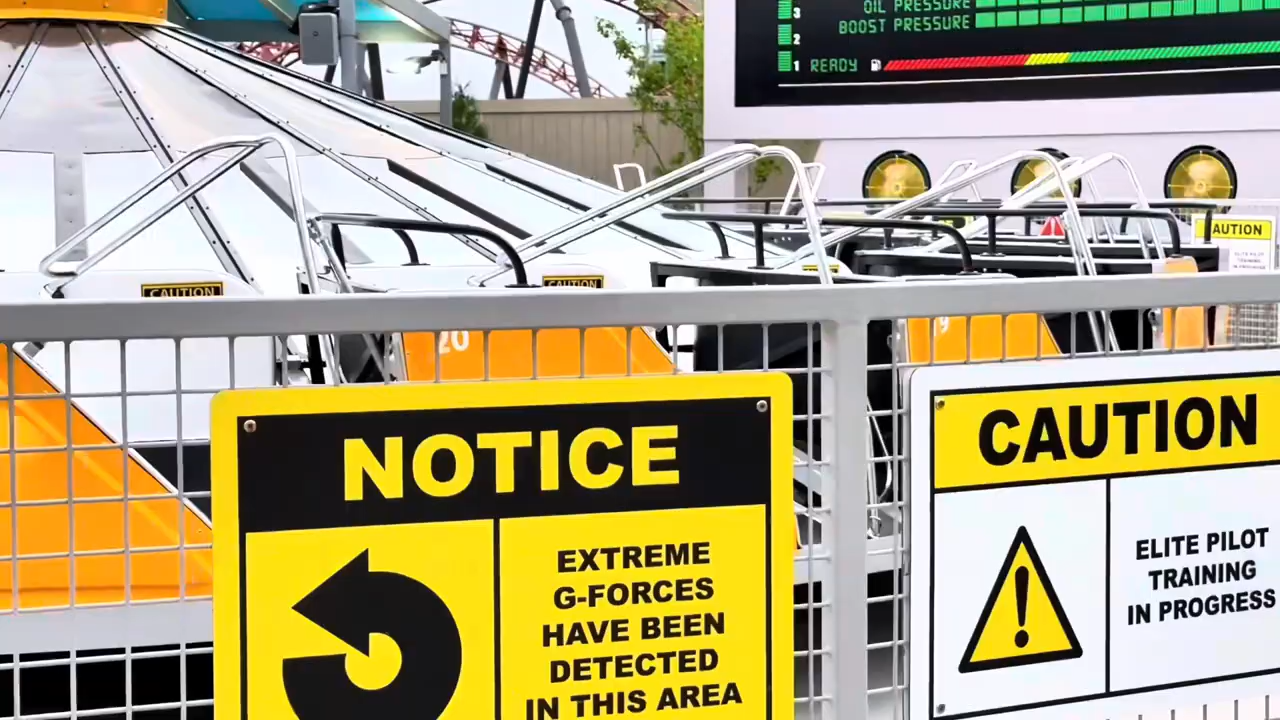 3
OIL PRESSURE
BOOST PRESSURE
2
1 READY
CAUTION
CAUTION
CAUTION
20
9
NOTICE
EXTREME
G-FORCES
HAVE BEEN
DETECTED
IN THIS AREA
CAUTION
ELITE PILOT
TRAINING
IN PROGRESS